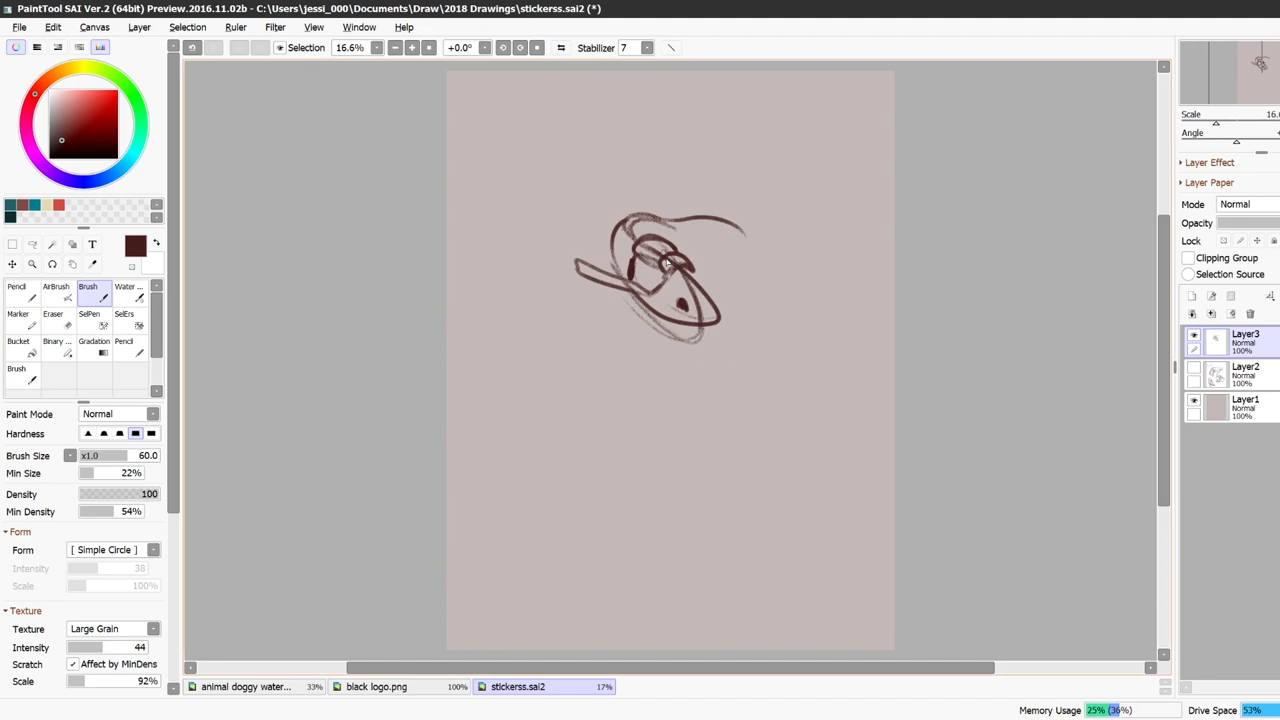 PaintTool SAI Ver.2 (64bit) Preview.2016.11.02b - C:\Users\jessi_000\Documents\Draw\2018 Drawings\stickerss.sai2 (*)
File Edit Canvas Layer Selection Ruler Filter View Window Help
Selection 16.6% +0.0° Stabilizer 7
Scale 16.
Angle
Layer Effect
Layer Paper
Mode Normal
Opacity
Lock
Clipping Group
Selection Source
T
Pencil AirBrush Brush Water ...
Marker Eraser SelPen SelErs
Bucket Binary ... Gradation Pencil
Brush
Layer3
Normal
100%
Layer2
Normal
100%
Layer1
Normal
100%
Paint Mode Normal
Hardness
Brush Size x1.0 60.0
Min Size 22%
Density 100
Min Density 54%
Form
Form [ Simple Circle ]
Intensity 38
Scale 100%
Texture
Texture Large Grain
Intensity 44
Scratch Affect by MinDens
Scale 92%
animal doggy water... 33% black logo.png 100% stickerss.sai2 17%
Memory Usage 25% (36%) Drive Space 53%